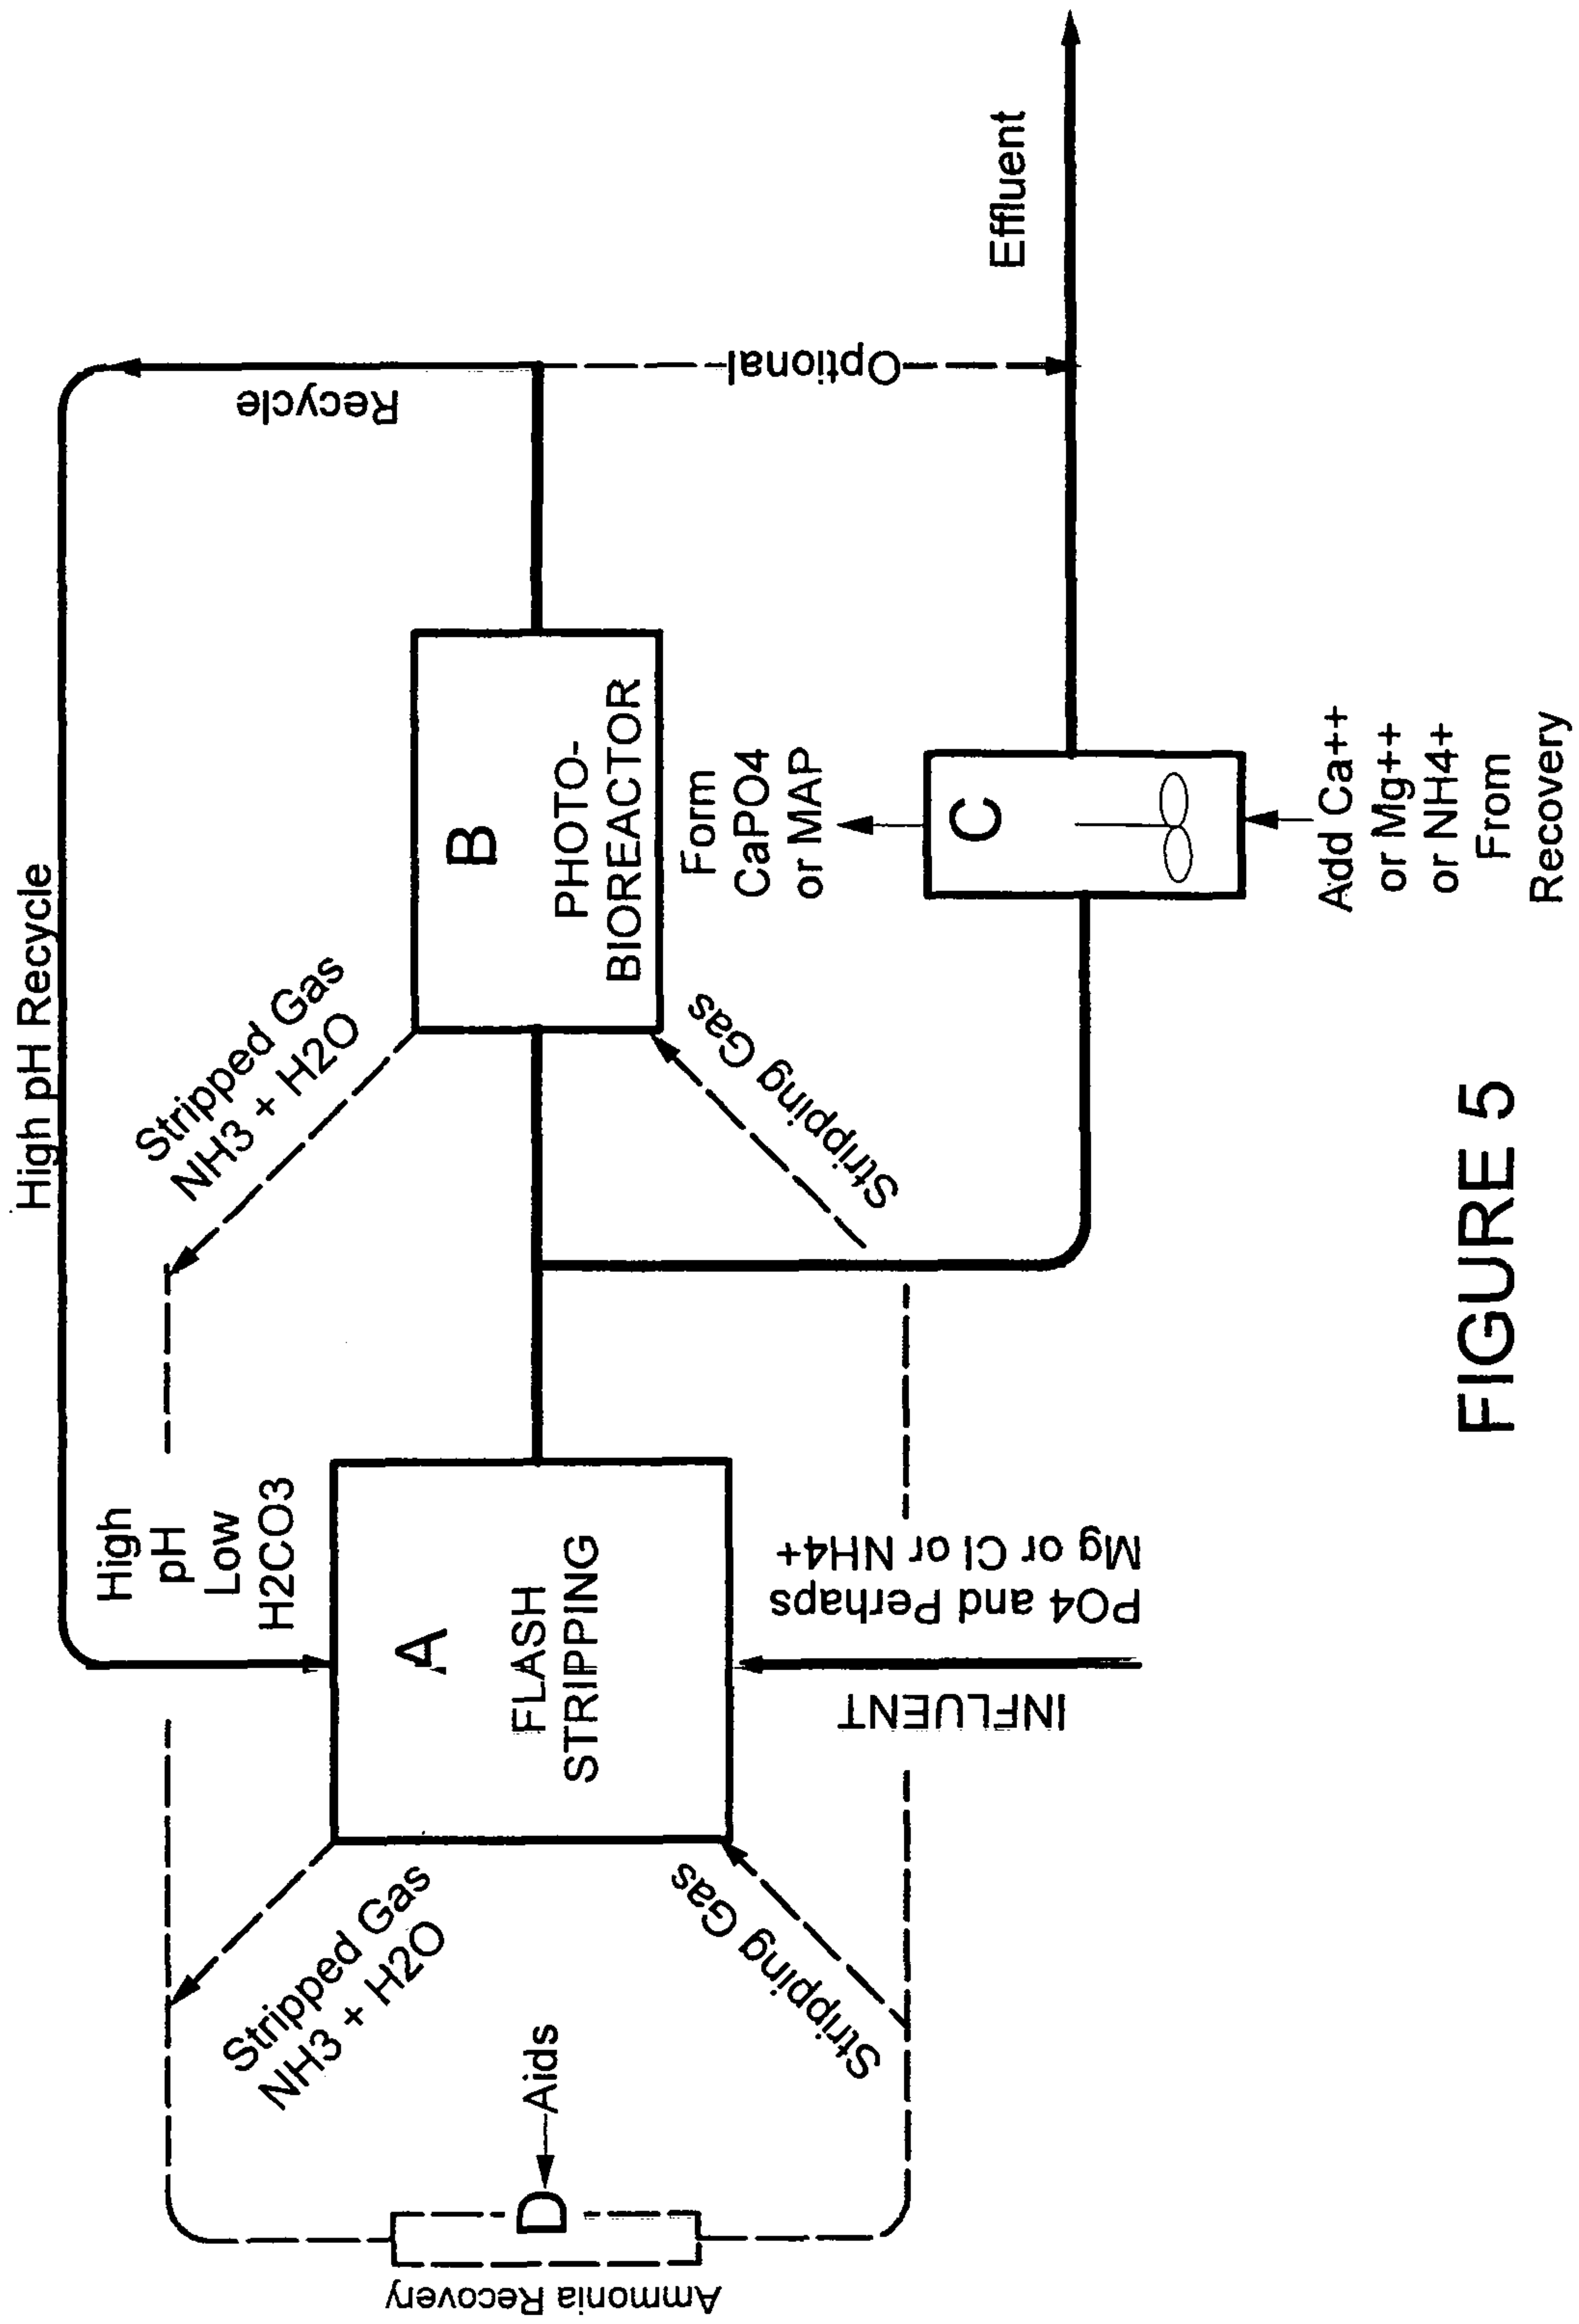 High pH Recycle
Recycle
Stripped Gas
NH3 + H2O
High
pH
Low
H2CO3
Stripped Gas
NH3 + H2O
Ammonia Recovery
D
Aids
A
FLASH
STRIPPING
B
PHOTO-
BIOREACTOR
Optional
Effluent
Stripping Gas
Stripping Gas
Form
CaPO4
or MAP
C
INFLUENT
PO4 and Perhaps
Mg or Cl or NH4+
Add Ca++
or Mg++
or NH4+
From
Recovery
FIGURE 5